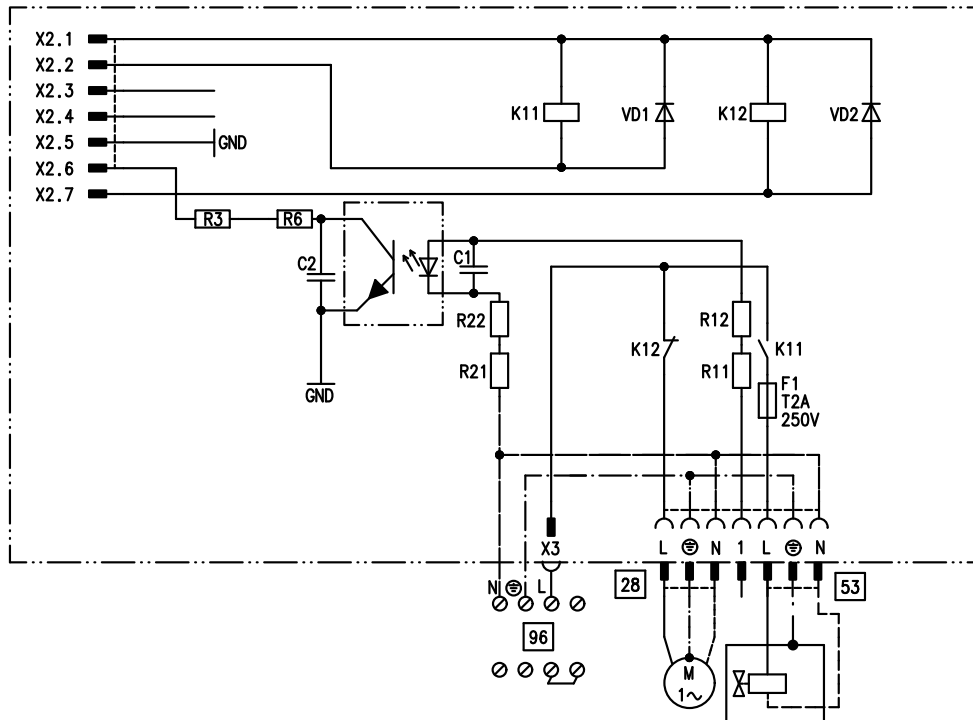 X2.1
X2.2
X2.3
X2.4
X2.5
X2.6
X2.7
GND
K11
VD1
K12
VD2
R3
R6
C2
C1
GND
R22
R21
K12
R12
R11
K11
F1
T2A
250V
X3
L
N
1
L
N
N
L
28
53
96
M
1~